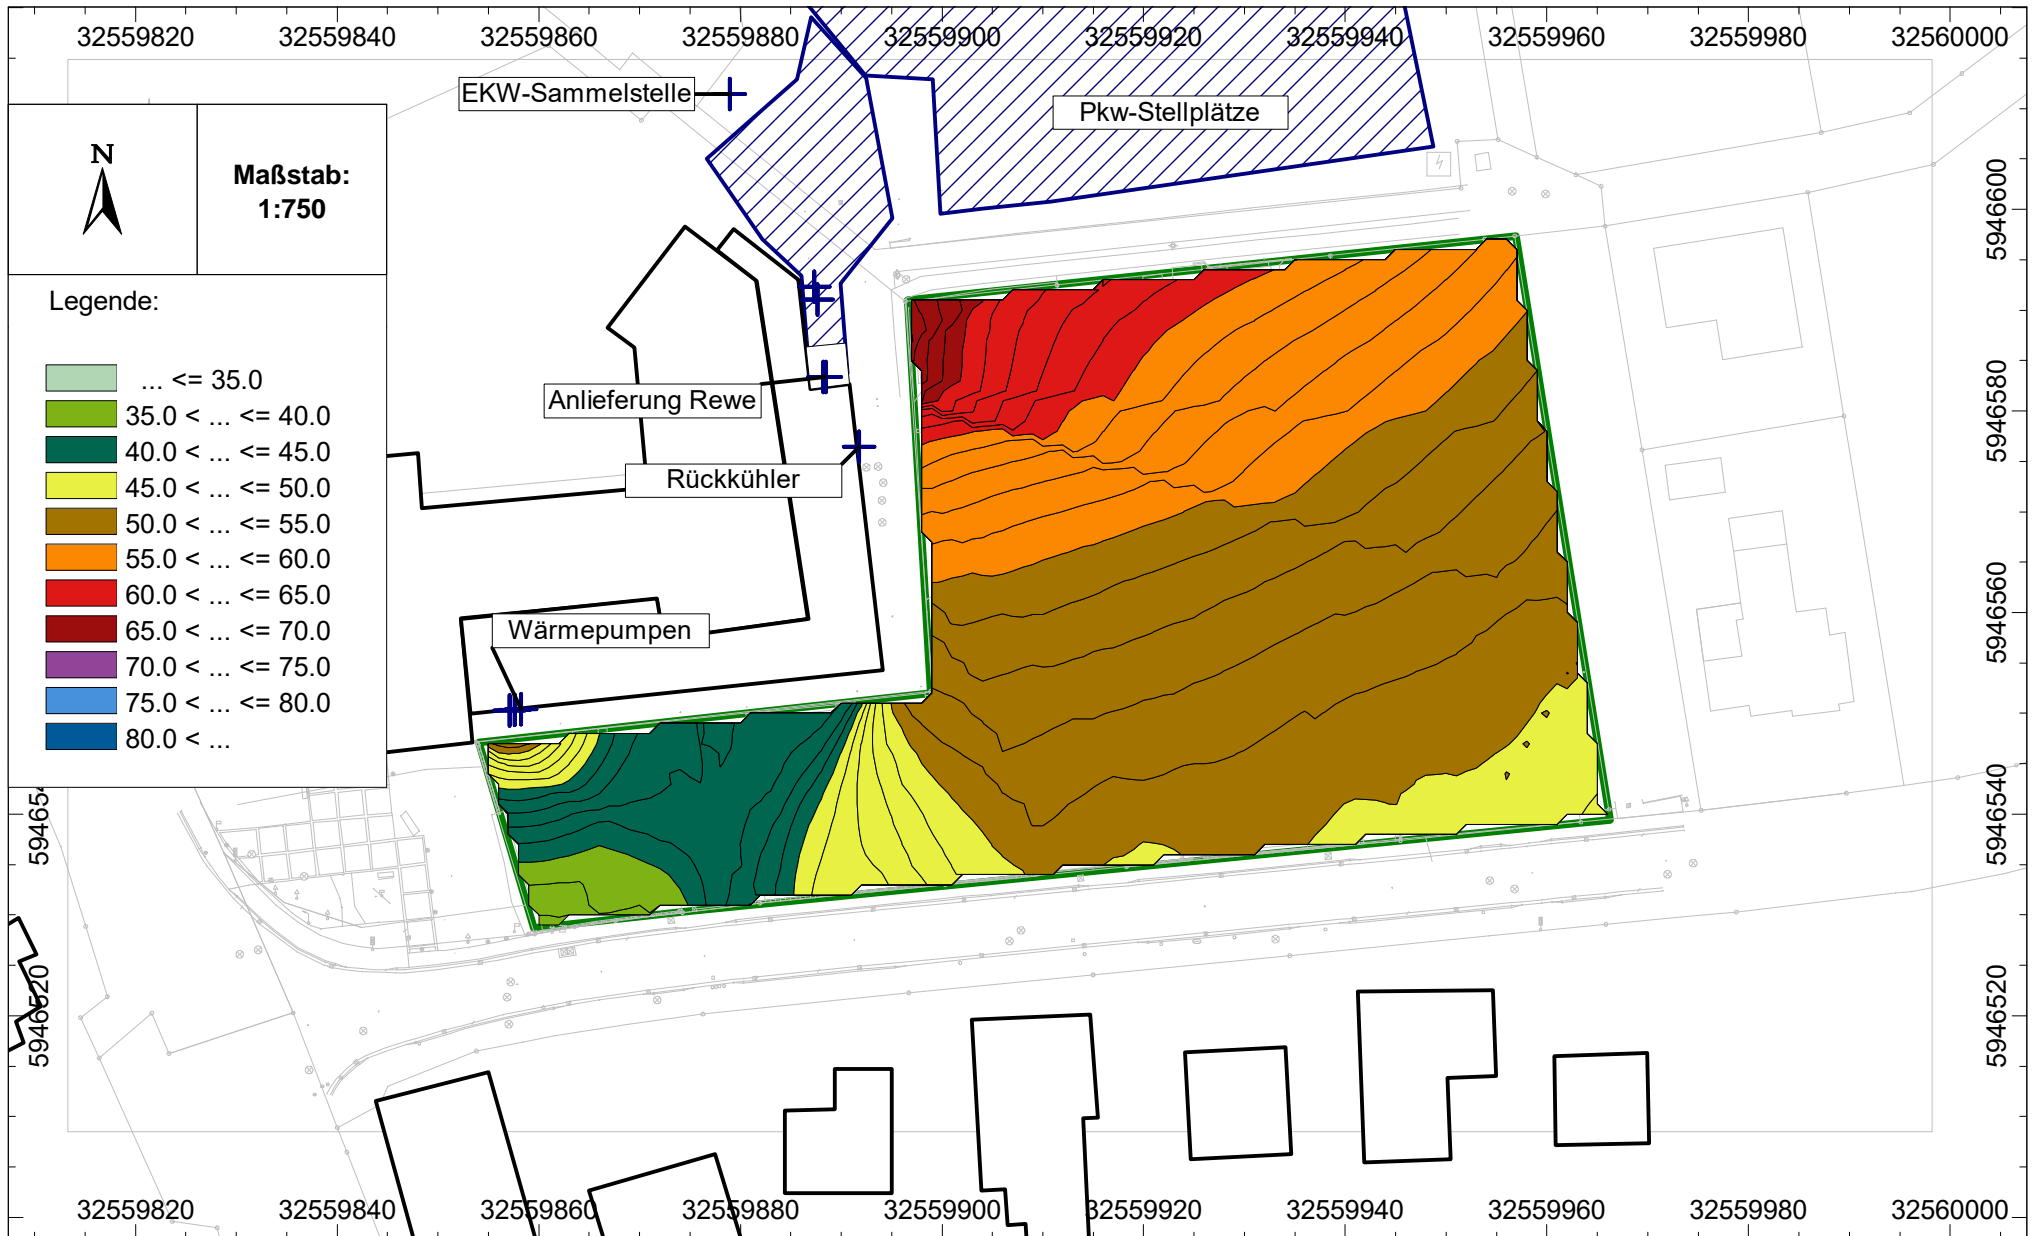 32559820 32559840 32559860 32559880 32559900 32559920 32559940 32559960 32559980 32560000
EKW-Sammelstelle
Pkw-Stellplätze
N
Maßstab:
1:750
5946600
Legende:
... <= 35.0
35.0 < ... <= 40.0
40.0 < ... <= 45.0
45.0 < ... <= 50.0
50.0 < ... <= 55.0
55.0 < ... <= 60.0
60.0 < ... <= 65.0
65.0 < ... <= 70.0
70.0 < ... <= 75.0
75.0 < ... <= 80.0
80.0 < ...
Anlieferung Rewe
5946580
Rückkühler
5946560
Wärmepumpen
594654
5946540
5946520
5946520
32559820 32559840 32559860 32559880 32559900 32559920 32559940 32559960 32559980 32560000